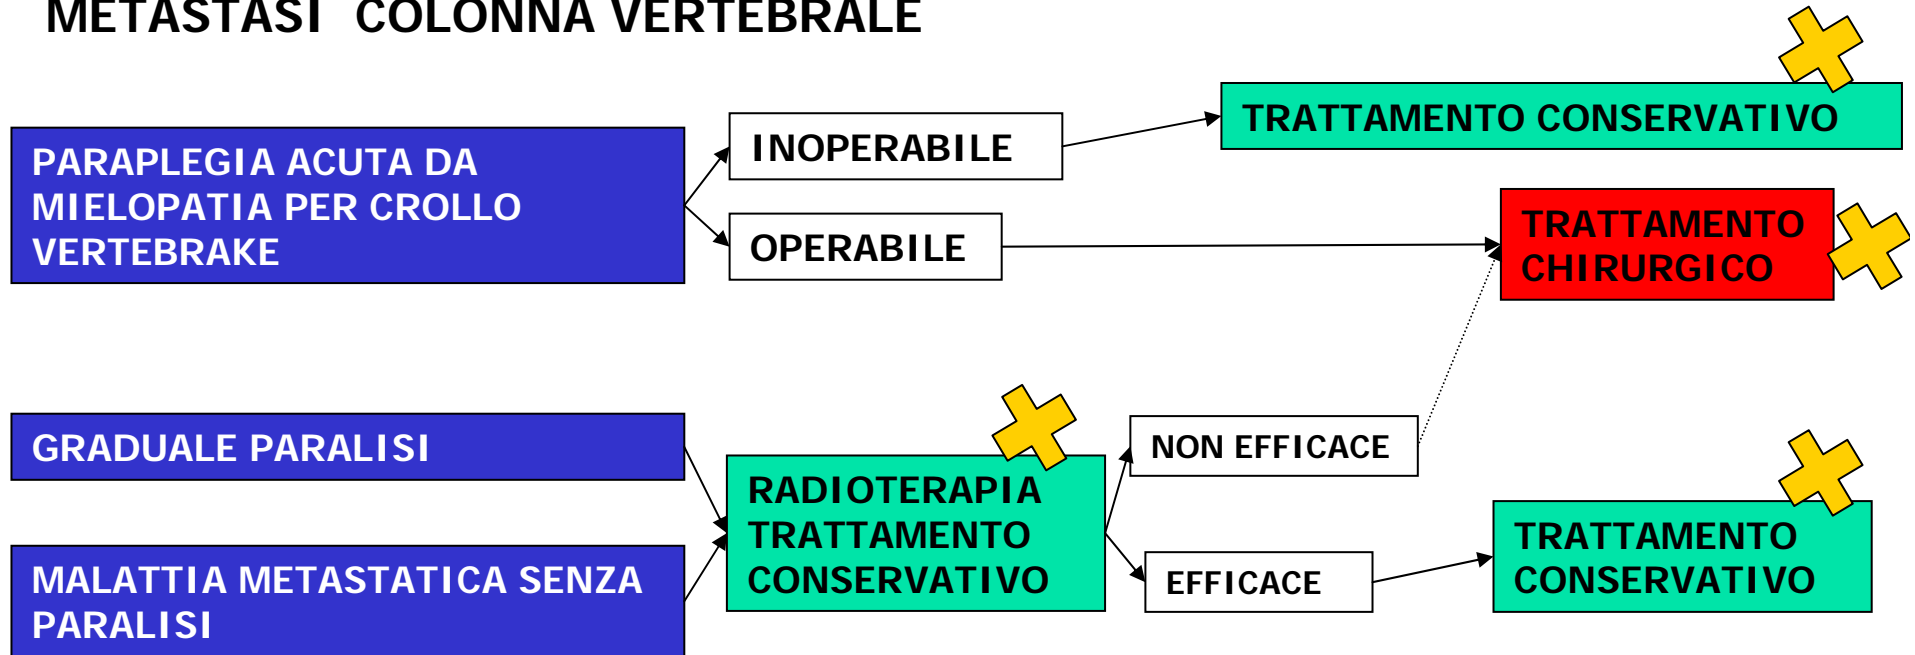 METASTASI COLONNA VERTEBRALE
PARAPLEGIA ACUTA DA
MIELOPATIA PER CROLLO
VERTEBRAKE
INOPERABILE
OPERABILE
TRATTAMENTO CONSERVATIVO
TRATTAMENTO
CHIRURGICO
GRADUALE PARALISI
MALATTIA METASTATICA SENZA
PARALISI
RADIOTERAPIA
TRATTAMENTO
CONSERVATIVO
NON EFFICACE
EFFICACE
TRATTAMENTO
CONSERVATIVO